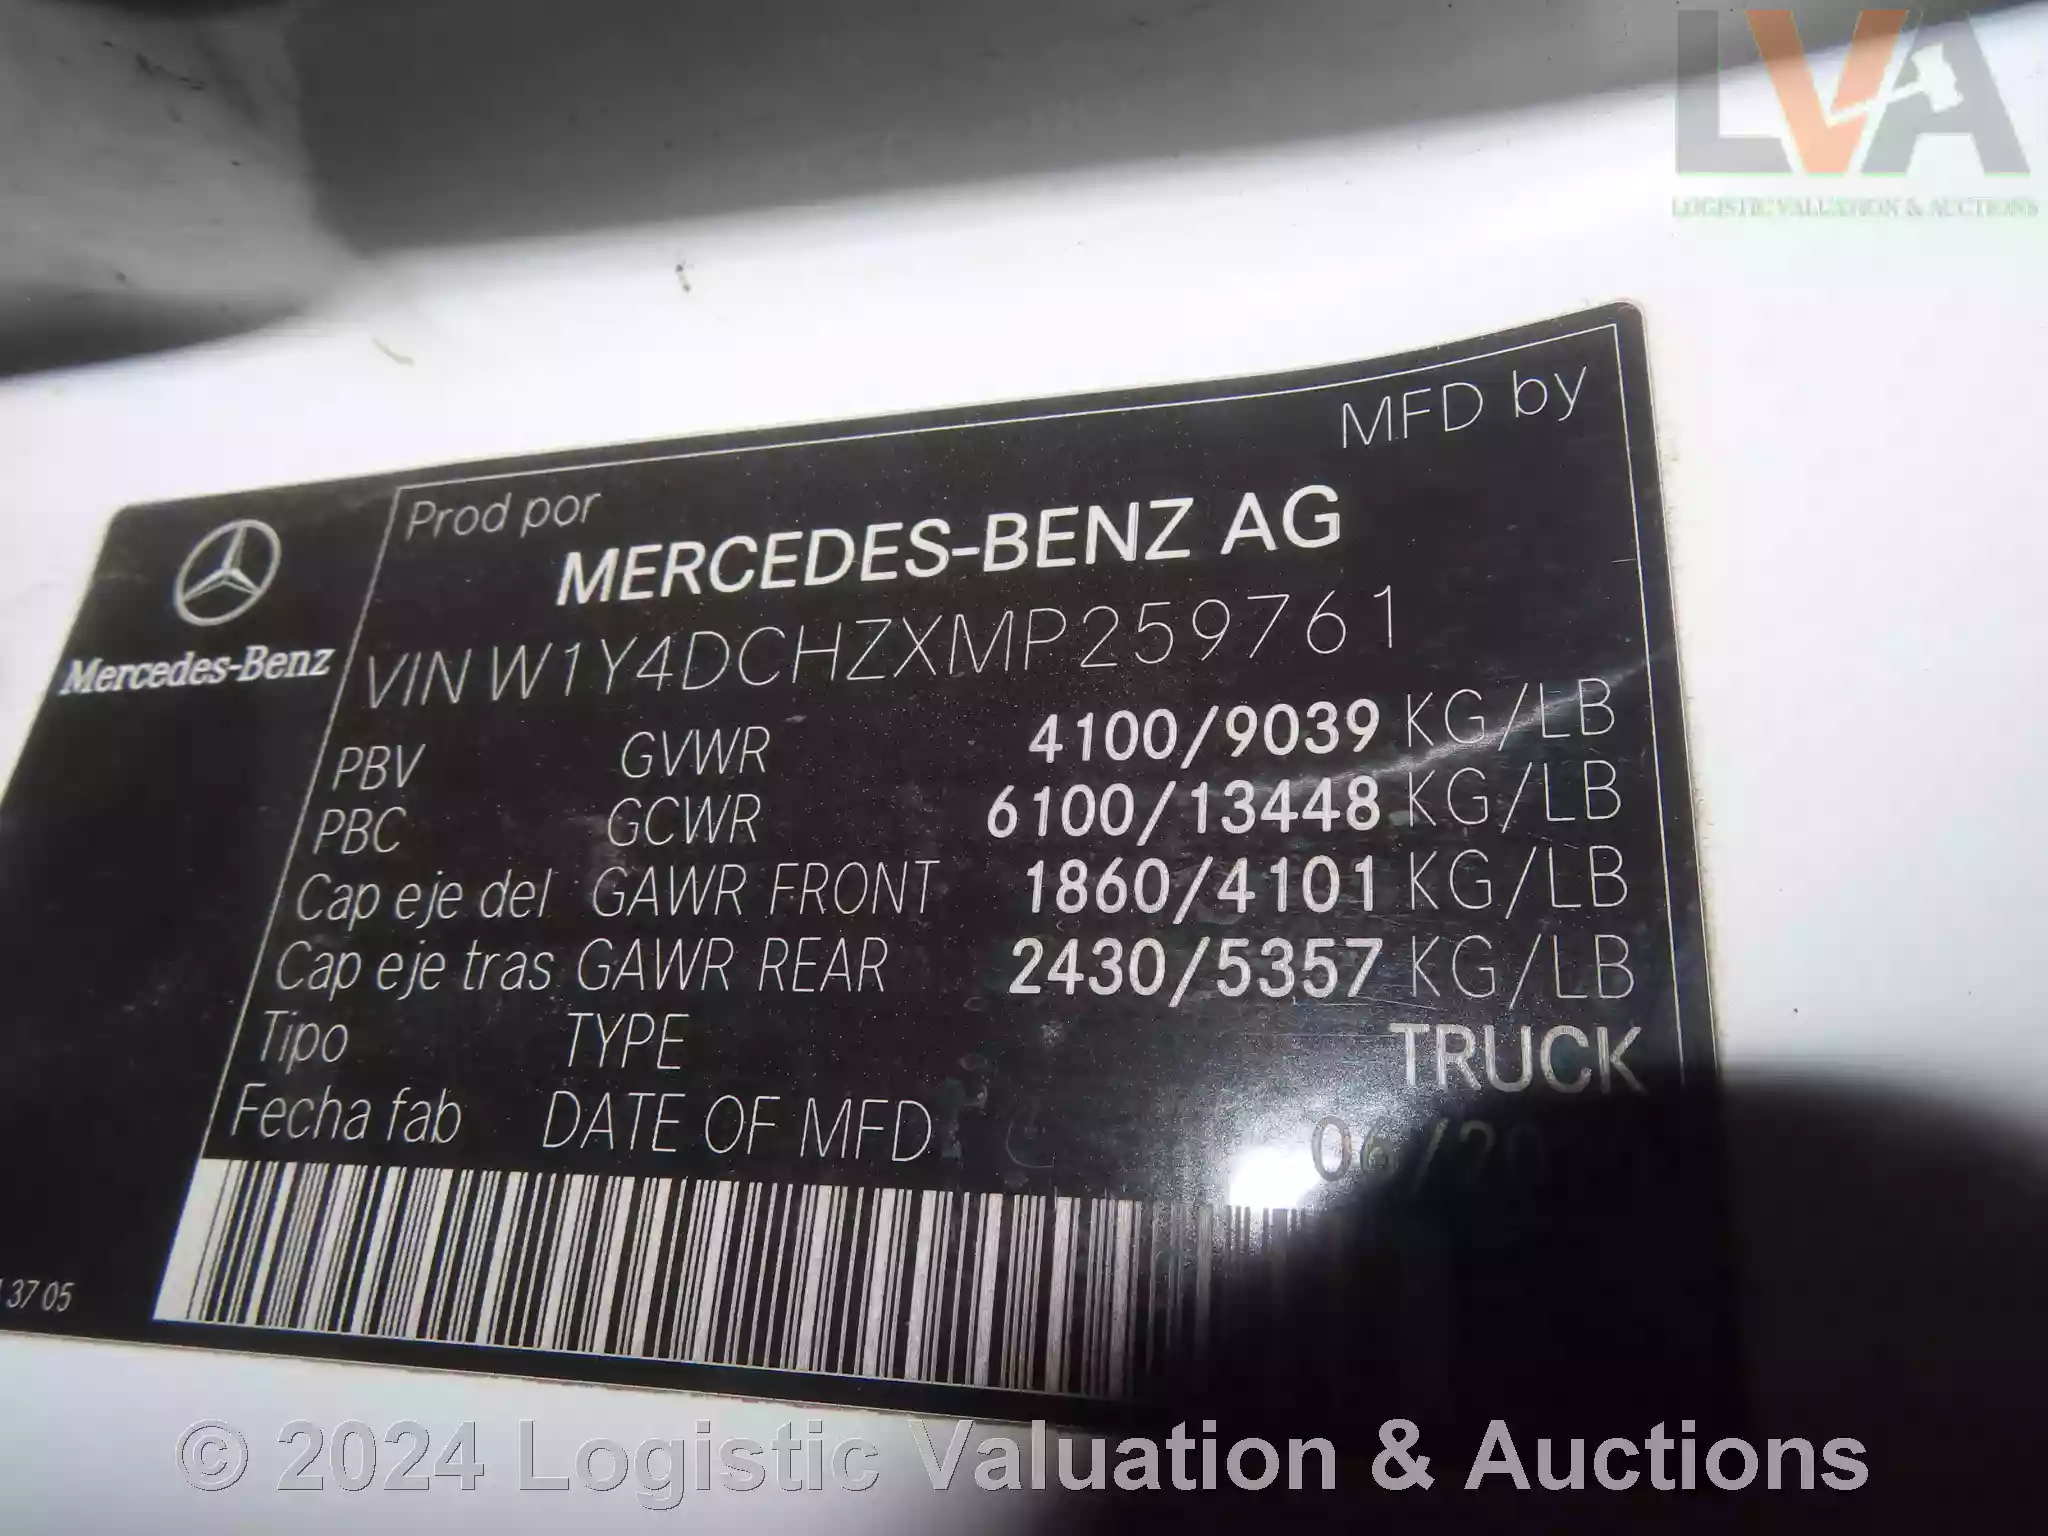 LVA
LOGISTIC VALUATION & AUCTIONS
MFD by
Prod por
MERCEDES-BENZ AG
Mercedes-Benz
VIN W1Y4DCHZXMP259761
PBV GVWR 4100/9039 KG/LB
PBC GCWR 6100/13448 KG/LB
Cap eje del GAWR FRONT 1860/4101 KG/LB
Cap eje tras GAWR REAR 2430/5357 KG/LB
Tipo TYPE TRUCK
Fecha fab DATE OF MFD
37 05
© 2024 Logistic Valuation & Auctions